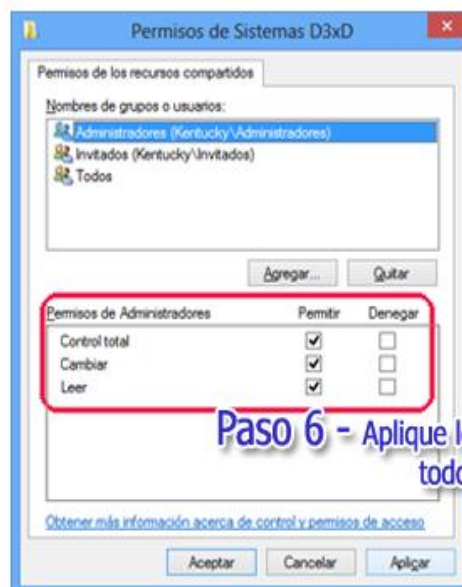 Permisos de Sistemas D3xD
Permisos de los recursos compartidos
Nombres de grupos o usuarios:
Administradores (Kentucky\Administradores)
Invitados (Kentucky\Invitados)
Todos
Agregar... Quitar
Permisos de Administradores Permitir Denegar
Control total
Cambiar
Leer
Paso 6 - Aplique
Obtener más información acerca de control y permisos de acceso
Aceptar Cancelar Aplicar